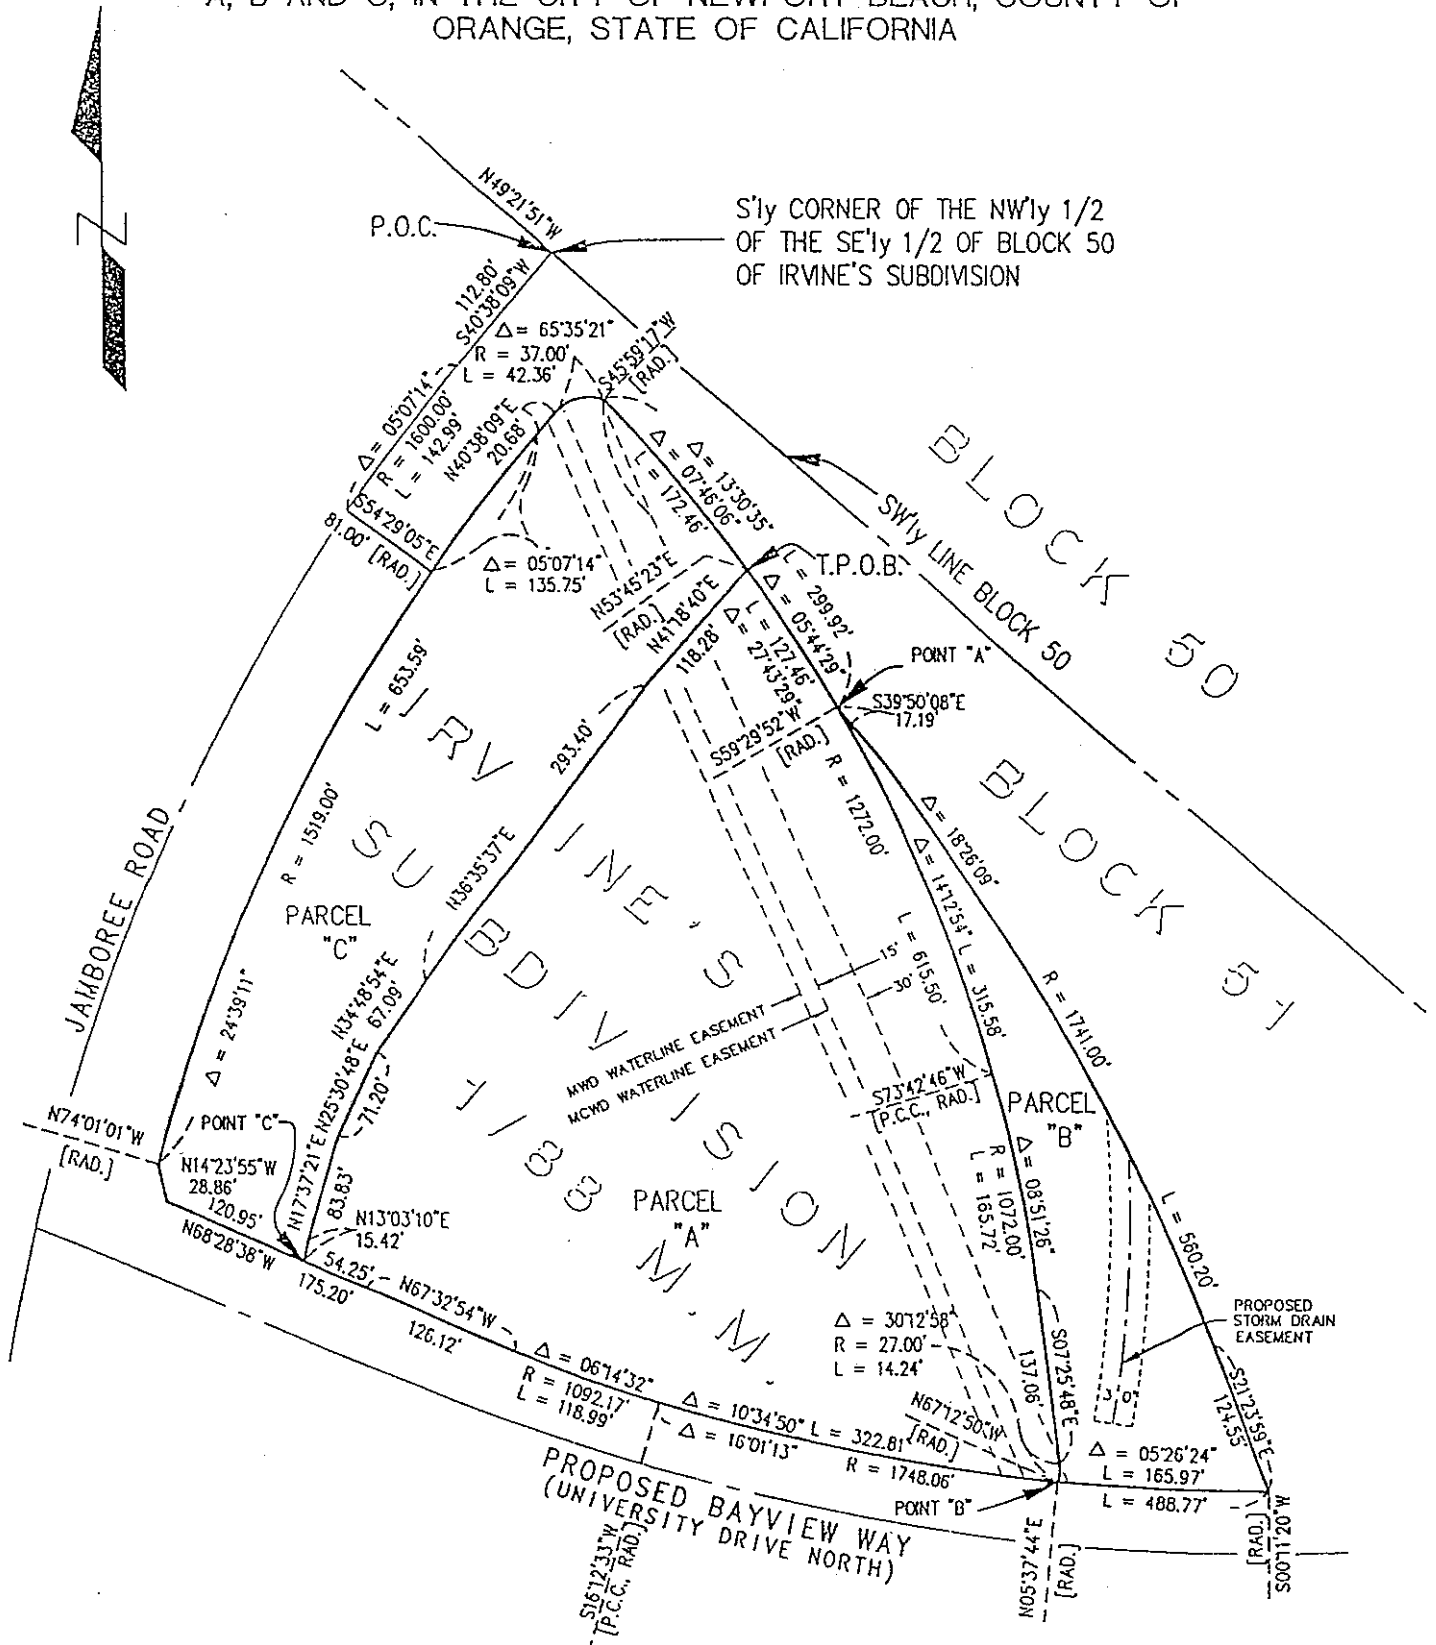 A, B AND C, IN THE CITY OF NEWPORT BEACH, COUNTY OF
ORANGE, STATE OF CALIFORNIA
N
N49°21'51"W
P.O.C.
S'ly CORNER OF THE NW'ly 1/2
OF THE SE'ly 1/2 OF BLOCK 50
OF IRVINE'S SUBDIVISION
112.80'
S40°38'09"W
Δ = 65°35'21"
R = 37.00'
L = 42.36'
S45°59'17"W
[RAD.]
Δ = 05°07'14"
R = 1600.00'
L = 142.99'
N40°38'09"E
20.68'
S54°29'05"E
81.00' [RAD.]
Δ = 05°07'14"
L = 135.75'
Δ = 13°30'35"
Δ = 07°46'06"
L = 172.46'
BLOCK 50
SW'ly LINE BLOCK 50
N53°45'23"E
[RAD.]
N41°18'40"E
118.28'
T.P.O.B.
L = 299.92'
Δ = 05°44'29"
L = 127.46'
Δ = 27°43'29"
POINT "A"
S39°50'08"E
17.19'
S59°29'52"W
[RAD.]
R = 1272.00'
L = 653.59'
R = 1519.00'
Δ = 24°39'11"
293.40'
N36°35'37"E
JAMBOREE ROAD
IRVINE'S
SUBDIVISION
1/88 M.M.
BLOCK 51
PARCEL
"C"
Δ = 18°26'09"
Δ = 14°12'54" L = 315.58'
L = 615.50'
R = 1741.00'
15'
30'
MWD WATERLINE EASEMENT
MCWD WATERLINE EASEMENT
N34°48'54"E
67.09'
N25°30'48"E
71.20'
N17°37'21"E
83.83'
S73°42'46"W
[P.C.C., RAD.]
PARCEL
"B"
N74°01'01"W
[RAD.]
POINT "C"
N14°23'55"W
28.86'
120.95'
N68°28'38"W
N13°03'10"E
15.42'
54.25'
175.20'
N67°32'54"W
126.12'
PARCEL
"A"
Δ = 08°51'26"
R = 1072.00'
L = 165.72'
L = 560.20'
PROPOSED
STORM DRAIN
EASEMENT
Δ = 30°12'58"
R = 27.00'
L = 14.24'
137.06'
S07°25'48"E
S21°23'59"E
124.55'
Δ = 06°14'32"
R = 1092.17'
L = 118.99'
Δ = 10°34'50" L = 322.81'
Δ = 16°01'13"
R = 1748.06'
N67°12'50"W
[RAD.]
Δ = 05°26'24"
L = 165.97'
L = 488.77'
POINT "B"
PROPOSED BAYVIEW WAY
(UNIVERSITY DRIVE NORTH)
S16°12'33"W
[P.C.C., RAD.]
N05°37'44"E
[RAD.]
[RAD.]
S00°11'20"W